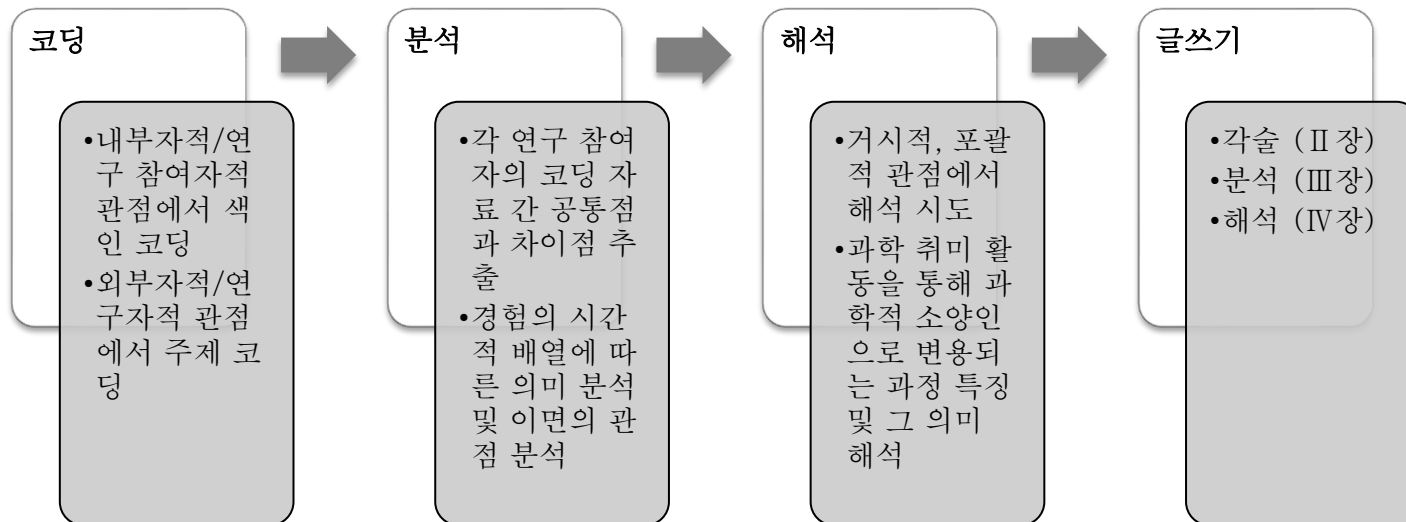 코딩
•내부자적/연
구 참여자적
관점에서 색
인 코딩
•외부자적/연
구자적 관점
에서 주제 코
딩
분석
•각 연구 참여
자의 코딩 자
료 간 공통점
과 차이점 추
출
•경험의 시간
적 배열에 따
른 의미 분석
및 이면의 관
점 분석
해석
•거시적, 포괄
적 관점에서
해석 시도
•과학 취미 활
동을 통해 과
학적 소양인
으로 변용되
는 과정 특징
및 그 의미
해석
글쓰기
•각술 (Ⅱ장)
•분석 (Ⅲ장)
•해석 (Ⅳ장)